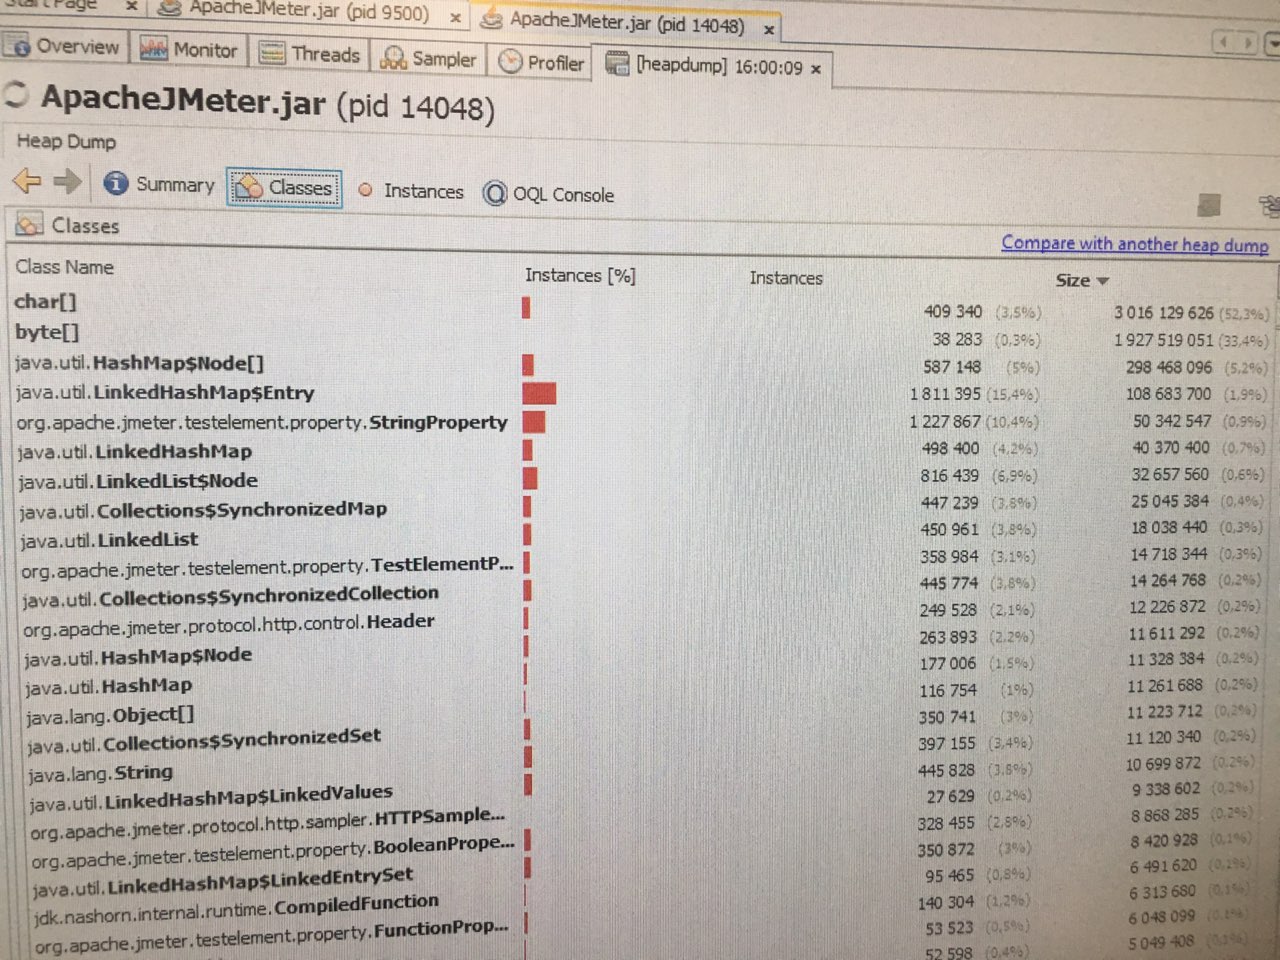 Start Page
ApacheJMeter.jar (pid 9500)
ApacheJMeter.jar (pid 14048)
Overview Monitor Threads Sampler Profiler [heapdump] 16:00:09
ApacheJMeter.jar (pid 14048)
Heap Dump
Summary Classes Instances OQL Console
Classes
Compare with another heap dump
Class Name Instances [%] Instances Size
char[] 409 340 (3,5%) 3 016 129 626 (52,3%)
byte[] 38 283 (0,3%) 1 927 519 051 (33,4%)
java.util.HashMap$Node[] 587 148 (5%) 298 468 096 (5,2%)
java.util.LinkedHashMap$Entry 1 811 395 (15,4%) 108 683 700 (1,9%)
org.apache.jmeter.testelement.property.StringProperty 1 227 867 (10,4%) 50 342 547 (0,9%)
java.util.LinkedHashMap 498 400 (4,2%) 40 370 400 (0,7%)
java.util.LinkedList$Node 816 439 (6,9%) 32 657 560 (0,6%)
java.util.Collections$SynchronizedMap 447 239 (3,8%) 25 045 384 (0,4%)
java.util.LinkedList 450 961 (3,8%) 18 038 440 (0,3%)
org.apache.jmeter.testelement.property.TestElementP... 358 984 (3,1%) 14 718 344 (0,3%)
java.util.Collections$SynchronizedCollection 445 774 (3,8%) 14 264 768 (0,2%)
org.apache.jmeter.protocol.http.control.Header 249 528 (2,1%) 12 226 872 (0,2%)
java.util.HashMap$Node 263 893 (2,2%) 11 611 292 (0,2%)
java.util.HashMap 177 006 (1,5%) 11 328 384 (0,2%)
java.lang.Object[] 116 754 (1%) 11 261 688 (0,2%)
java.util.Collections$SynchronizedSet 350 741 (3%) 11 223 712 (0,2%)
java.lang.String 397 155 (3,4%) 11 120 340 (0,2%)
java.util.LinkedHashMap$LinkedValues 445 828 (3,8%) 10 699 872 (0,2%)
org.apache.jmeter.protocol.http.sampler.HTTPSample... 27 629 (0,2%) 9 338 602 (0,2%)
org.apache.jmeter.testelement.property.BooleanPrope... 328 455 (2,8%) 8 868 285 (0,2%)
java.util.LinkedHashMap$LinkedEntrySet 350 872 (3%) 8 420 928 (0,1%)
jdk.nashorn.internal.runtime.CompiledFunction 95 465 (0,8%) 6 491 620
org.apache.jmeter.testelement.property.FunctionProp... 140 304 (1,2%) 6 313 680 (0,1%)
53 523 (0,5%) 6 048 099 (0,1%)
52 598 (0,4%) 5 049 408 (0,1%)